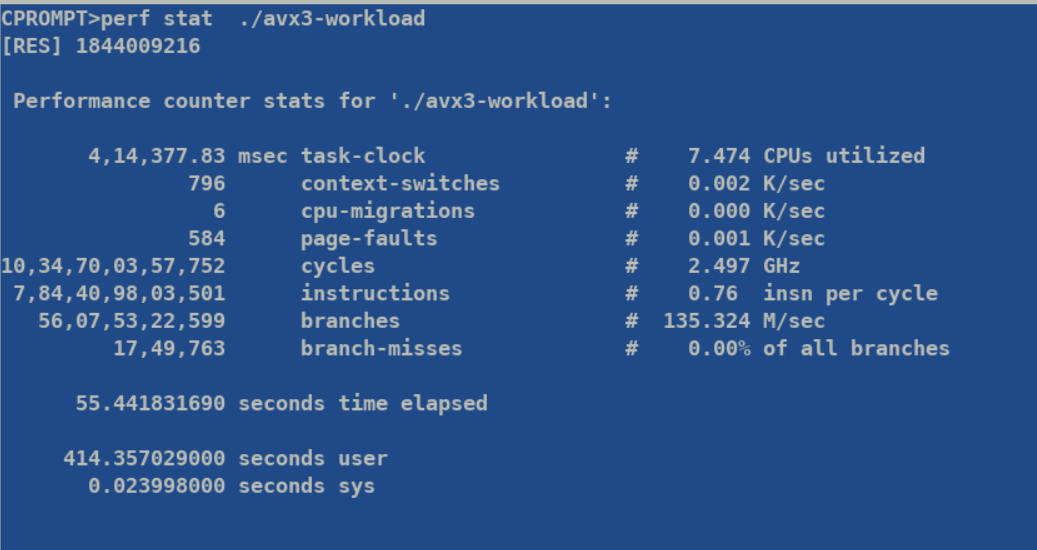 CPROMPT>perf stat  ./avx3-workload
[RES] 1844009216
Performance counter stats for './avx3-workload':
4,14,377.83 msec task-clock # 7.474 CPUs utilized
796 context-switches # 0.002 K/sec
6 cpu-migrations # 0.000 K/sec
584 page-faults # 0.001 K/sec
10,34,70,03,57,752 cycles # 2.497 GHz
7,84,40,98,03,501 instructions # 0.76 insn per cycle
56,07,53,22,599 branches # 135.324 M/sec
17,49,763 branch-misses # 0.00% of all branches
55.441831690 seconds time elapsed
414.357029000 seconds user
0.023998000 seconds sys